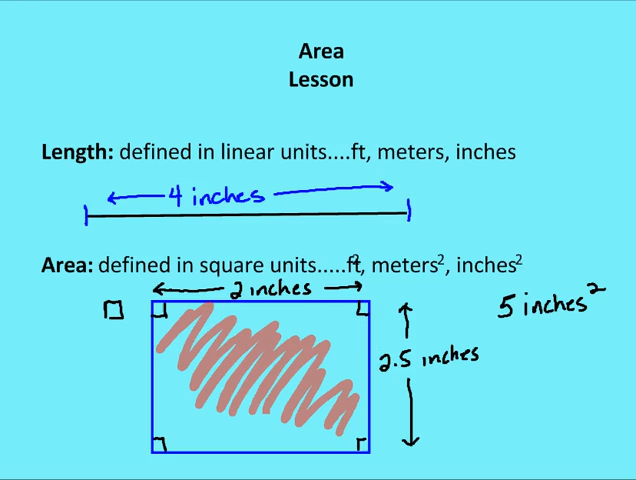 Area
Lesson
Length: defined in linear units....ft, meters, inches
4 inches
Area: defined in square units.....ft², meters², inches²
2 inches
5 inches²
2.5 inches